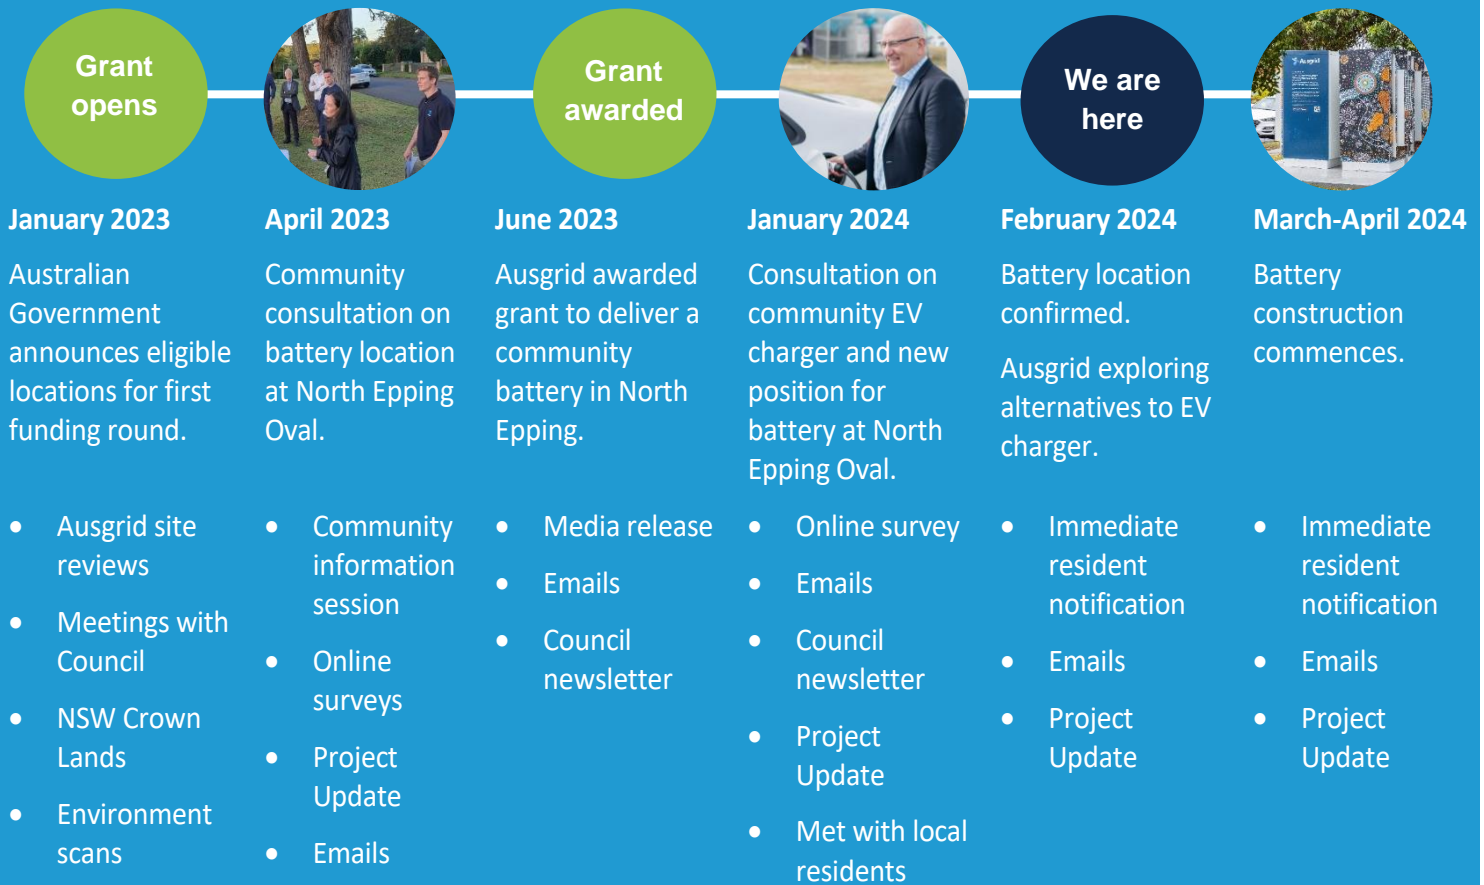 Grant
opens
Grant
awarded
We are
here
Ausgrid
January 2023
Australian
Government
announces eligible
locations for first
funding round.
• Ausgrid site
reviews
• Meetings with
Council
• NSW Crown
Lands
• Environment
scans
April 2023
Community
consultation on
battery location
at North Epping
Oval.
• Community
information
session
• Online
surveys
• Project
Update
• Emails
June 2023
Ausgrid awarded
grant to deliver a
community
battery in North
Epping.
• Media release
• Emails
• Council
newsletter
January 2024
Consultation on
community EV
charger and new
position for
battery at North
Epping Oval.
• Online survey
• Emails
• Council
newsletter
• Project
Update
• Met with local
residents
February 2024
Battery location
confirmed.
Ausgrid exploring
alternatives to EV
charger.
• Immediate
resident
notification
• Emails
• Project
Update
March-April 2024
Battery
construction
commences.
• Immediate
resident
notification
• Emails
• Project
Update